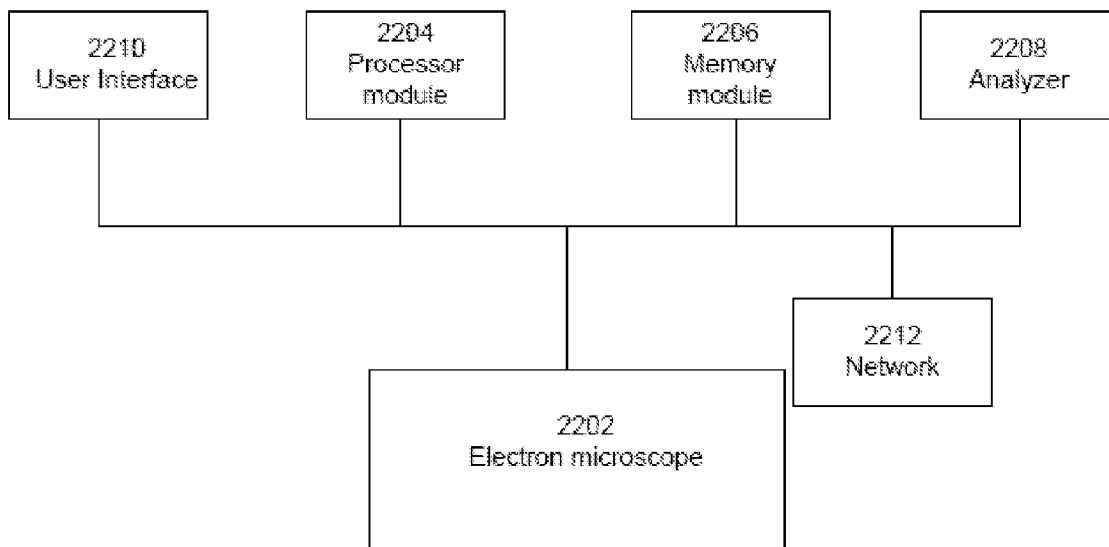 2210
User Interface
2204
Processor
module
2206
Memory
module
2208
Analyzer
2212
Network
2202
Electron microscope